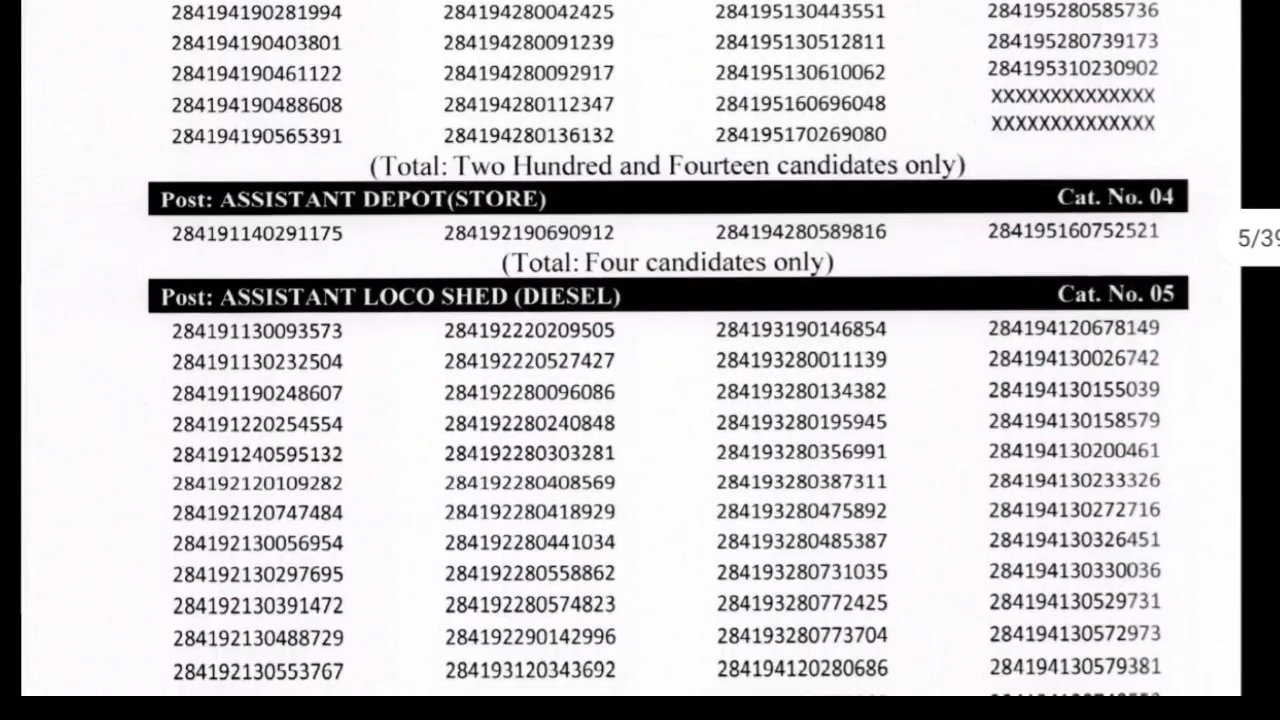 284194190281994 284194280042425 284195130443551 284195280585736
284194190403801 284194280091239 284195130512811 284195280739173
284194190461122 284194280092917 284195130610062 284195310230902
284194190488608 284194280112347 284195160696048 XXXXXXXXXXXXXX
284194190565391 284194280136132 284195170269080 XXXXXXXXXXXXXX
(Total: Two Hundred and Fourteen candidates only)
Post: ASSISTANT DEPOT(STORE) Cat. No. 04
284191140291175 284192190690912 284194280589816 284195160752521
5/39
(Total: Four candidates only)
Post: ASSISTANT LOCO SHED (DIESEL) Cat. No. 05
284191130093573 284192220209505 284193190146854 284194120678149
284191130232504 284192220527427 284193280011139 284194130026742
284191190248607 284192280096086 284193280134382 284194130155039
284191220254554 284192280240848 284193280195945 284194130158579
284191240595132 284192280303281 284193280356991 284194130200461
284192120109282 284192280408569 284193280387311 284194130233326
284192120747484 284192280418929 284193280475892 284194130272716
284192130056954 284192280441034 284193280485387 284194130326451
284192130297695 284192280558862 284193280731035 284194130330036
284192130391472 284192280574823 284193280772425 284194130529731
284192130488729 284192290142996 284193280773704 284194130572973
284192130553767 284193120343692 284194120280686 284194130579381